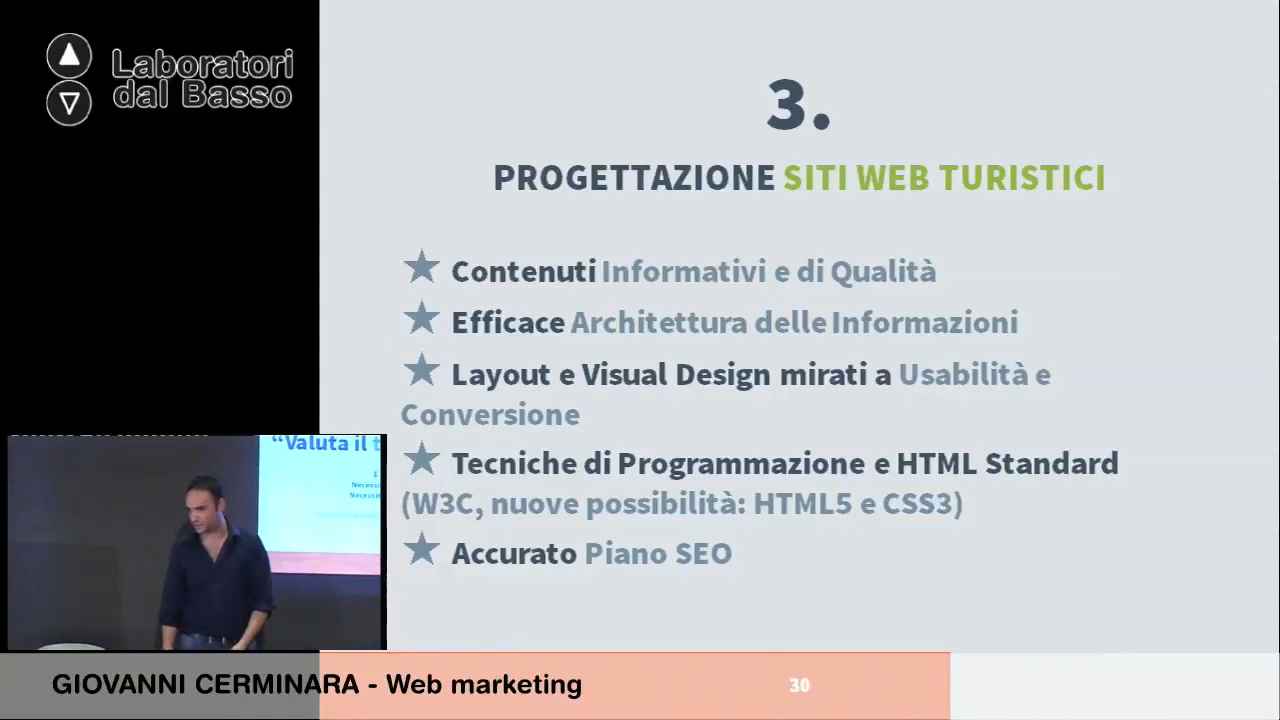 Laboratori
dal Basso
3.
PROGETTAZIONE SITI WEB TURISTICI
★ Contenuti Informativi e di Qualità
★ Efficace Architettura delle Informazioni
★ Layout e Visual Design mirati a Usabilità e
Conversione
★ Tecniche di Programmazione e HTML Standard
(W3C, nuove possibilità: HTML5 e CSS3)
★ Accurato Piano SEO
“Valuta il
GIOVANNI CERMINARA - Web marketing
30